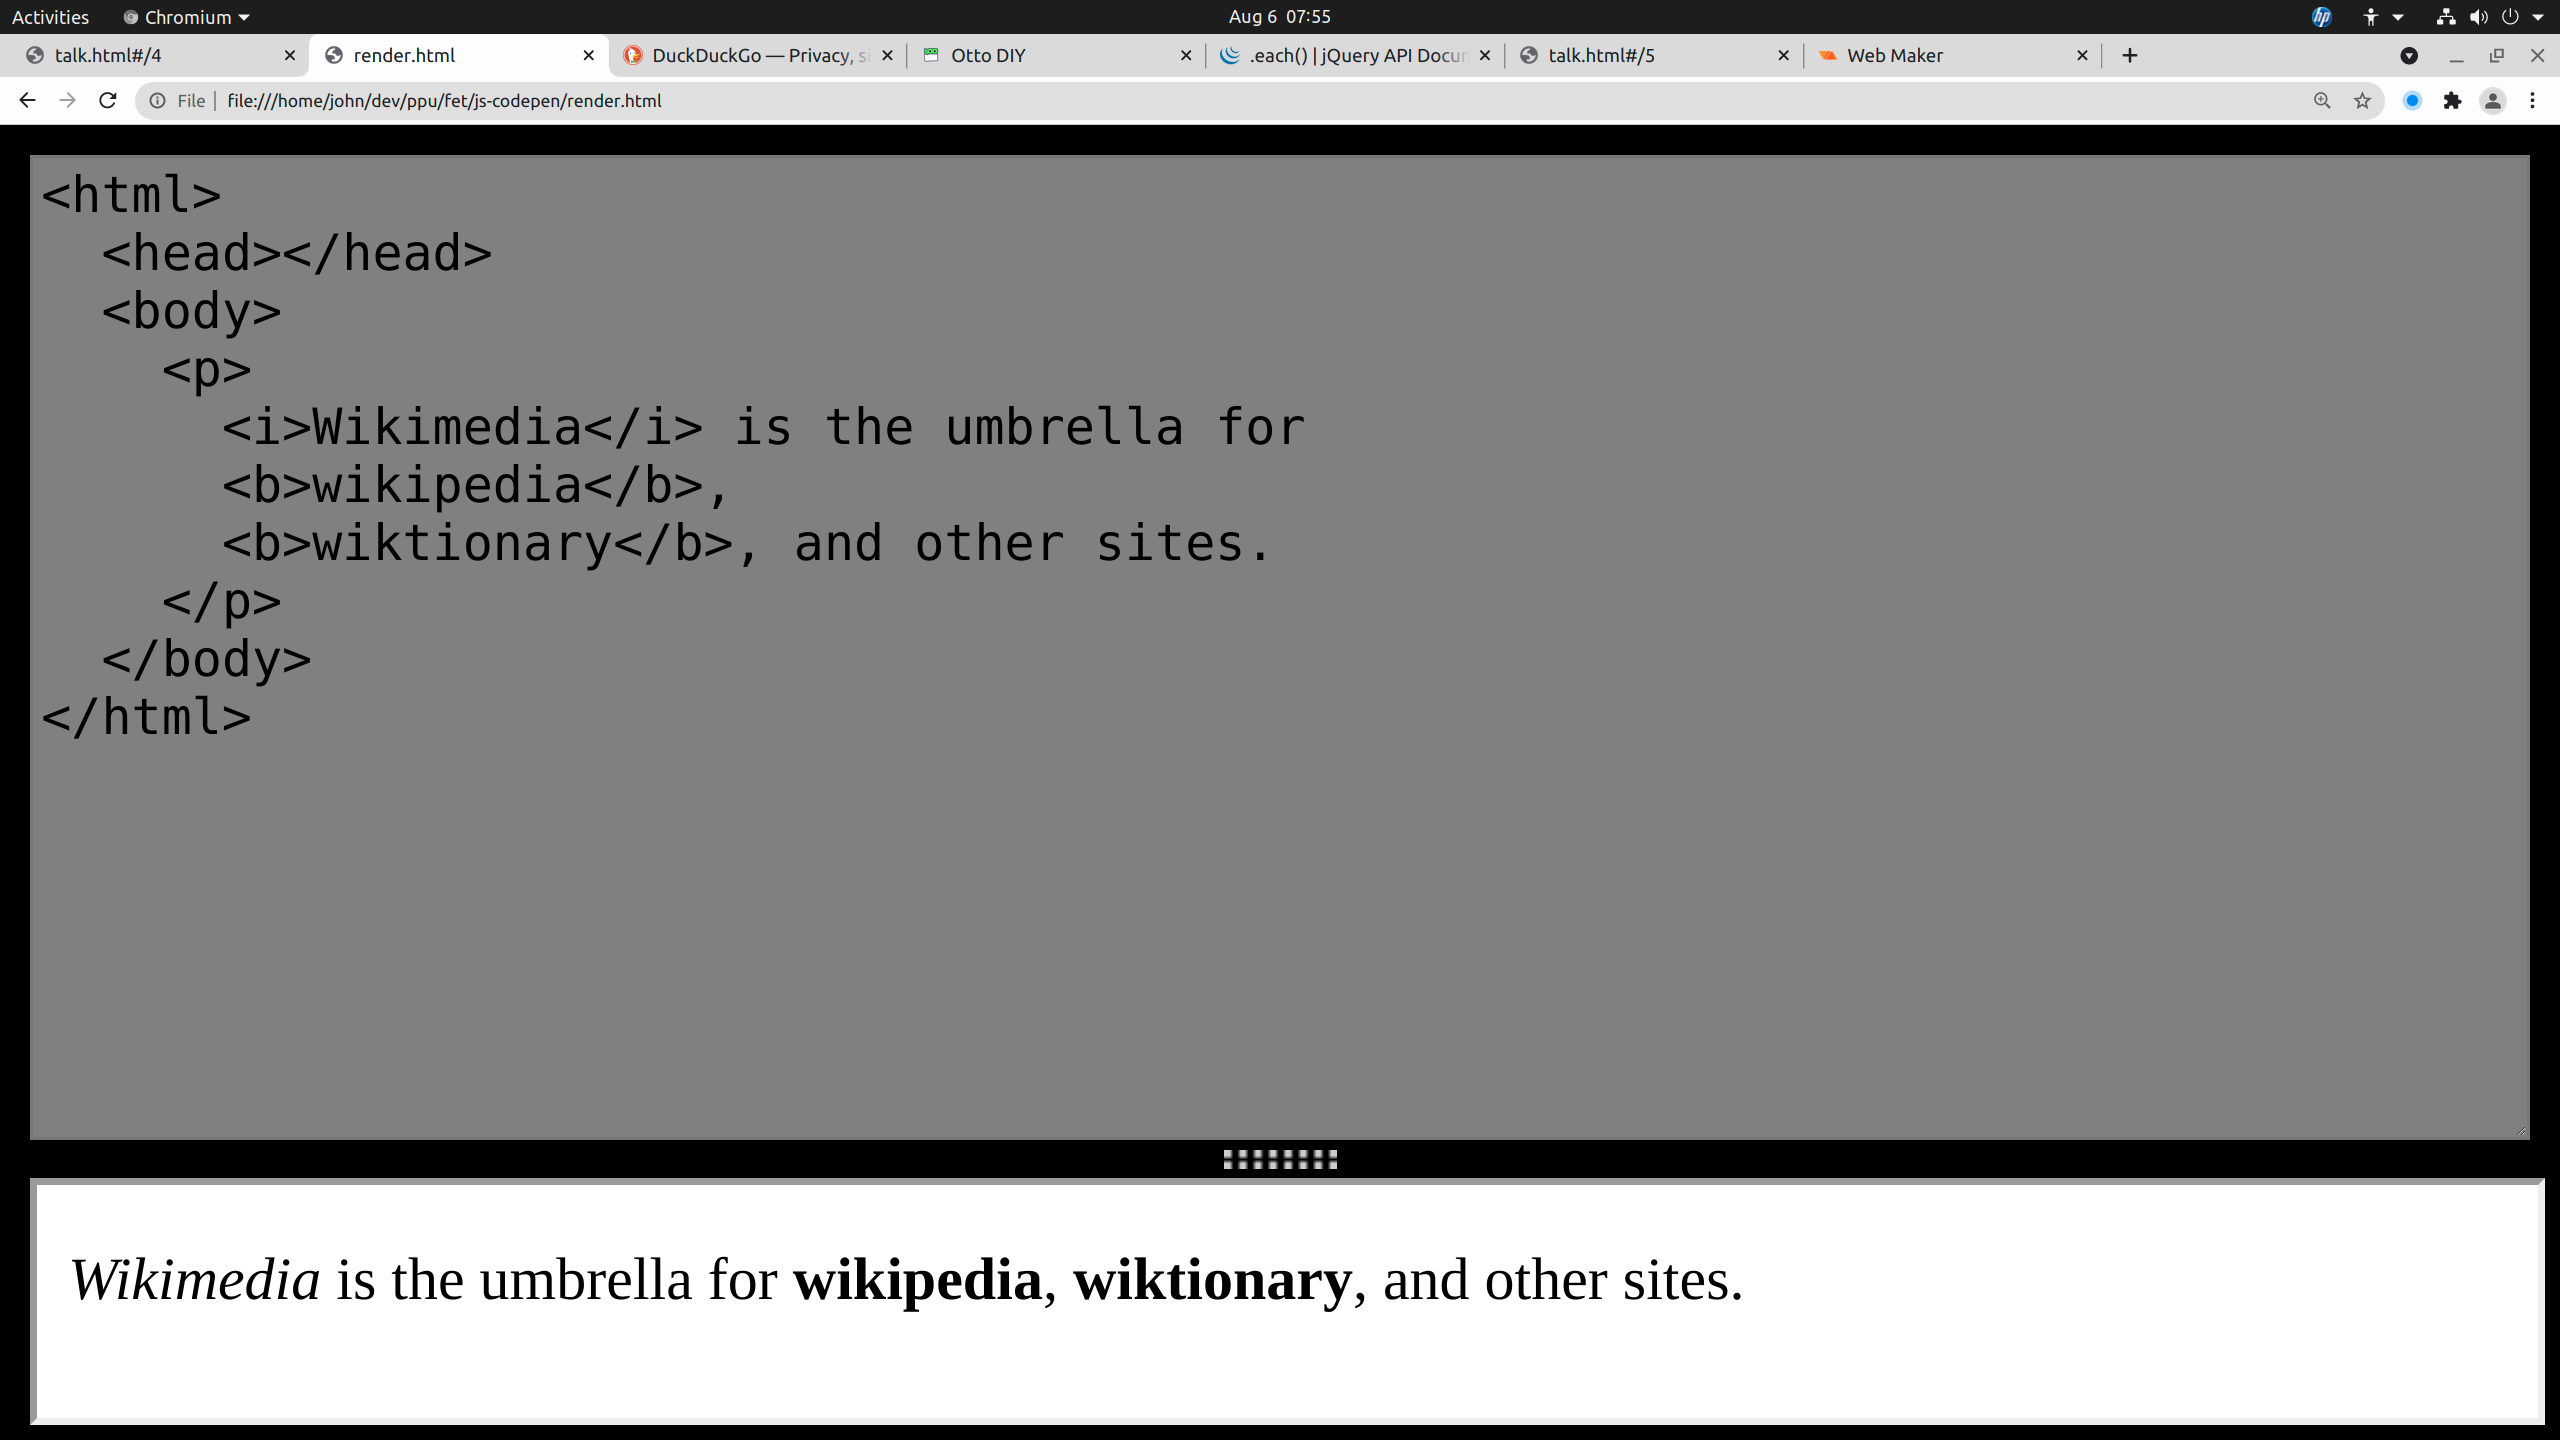 Activities Chromium Aug 6 07:55
talk.html#/4 render.html DuckDuckGo — Privacy, si Otto DIY .each() | jQuery API Docum talk.html#/5 Web Maker
File file:///home/john/dev/ppu/fet/js-codepen/render.html
<html>
   <head></head>
   <body>
      <p>
         <i>Wikimedia</i> is the umbrella for
         <b>wikipedia</b>,
         <b>wiktionary</b>, and other sites.
      </p>
   </body>
</html>
Wikimedia is the umbrella for wikipedia, wiktionary, and other sites.